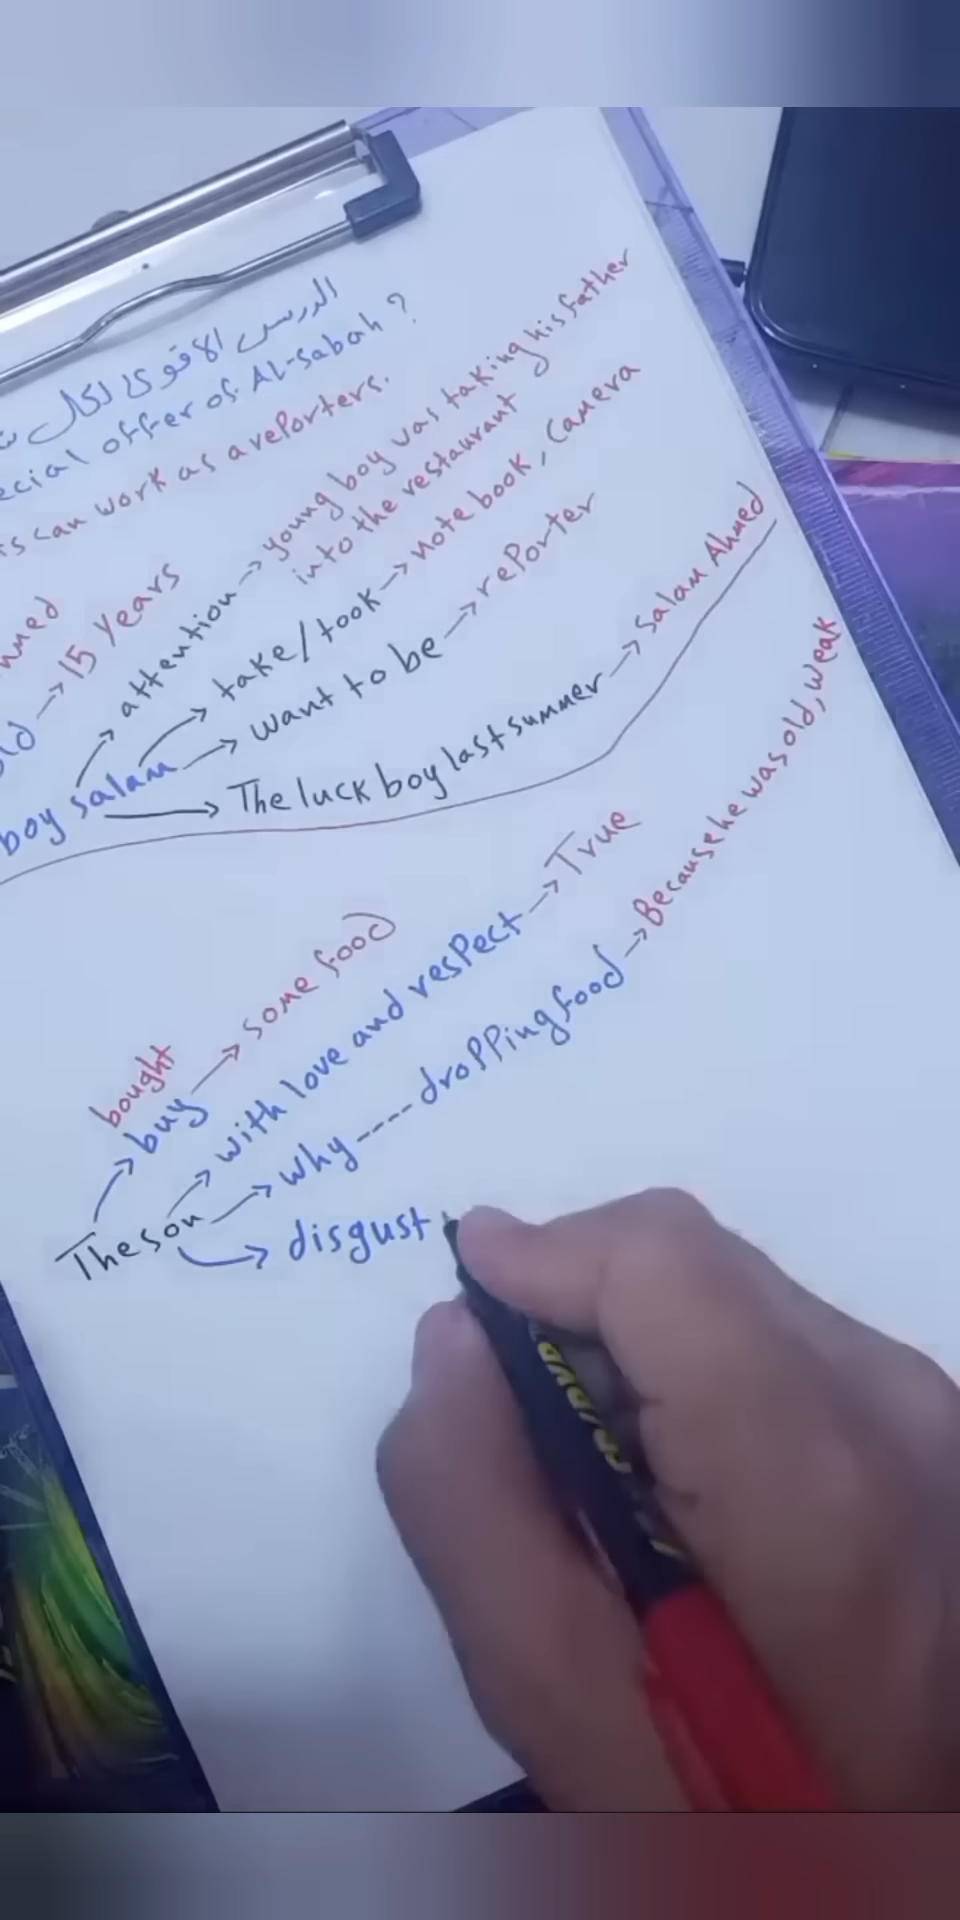 الدرس الاقوى لكل
ecial offer of Al-Sabah?
s can work as a reporters.
hmed
ld → 15 years
boy Salam
→ attention → young boy was taking his father
into the restaurant
→ take / took → note book, camera
→ want to be → reporter
→ The luck boy last summer → Salam Ahmed
The son
bought
→ buy → some food
→ with love and respect → True
→ why ---- dropping food → Because he was old, weak
→ disgust